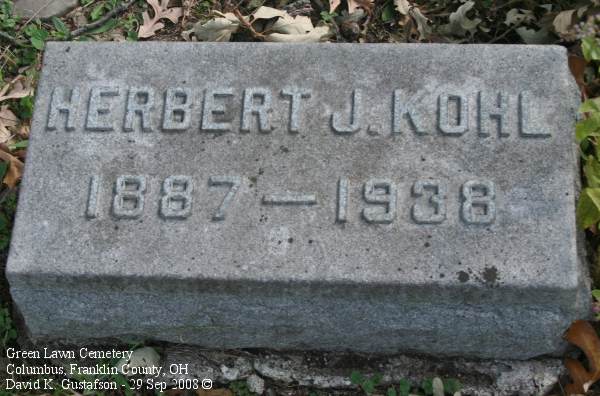 HERBERT J. KOHL
1887—1938
Green Lawn Cemetery
Columbus, Franklin County, OH
David K. Gustafson - 29 Sep 2008 ©